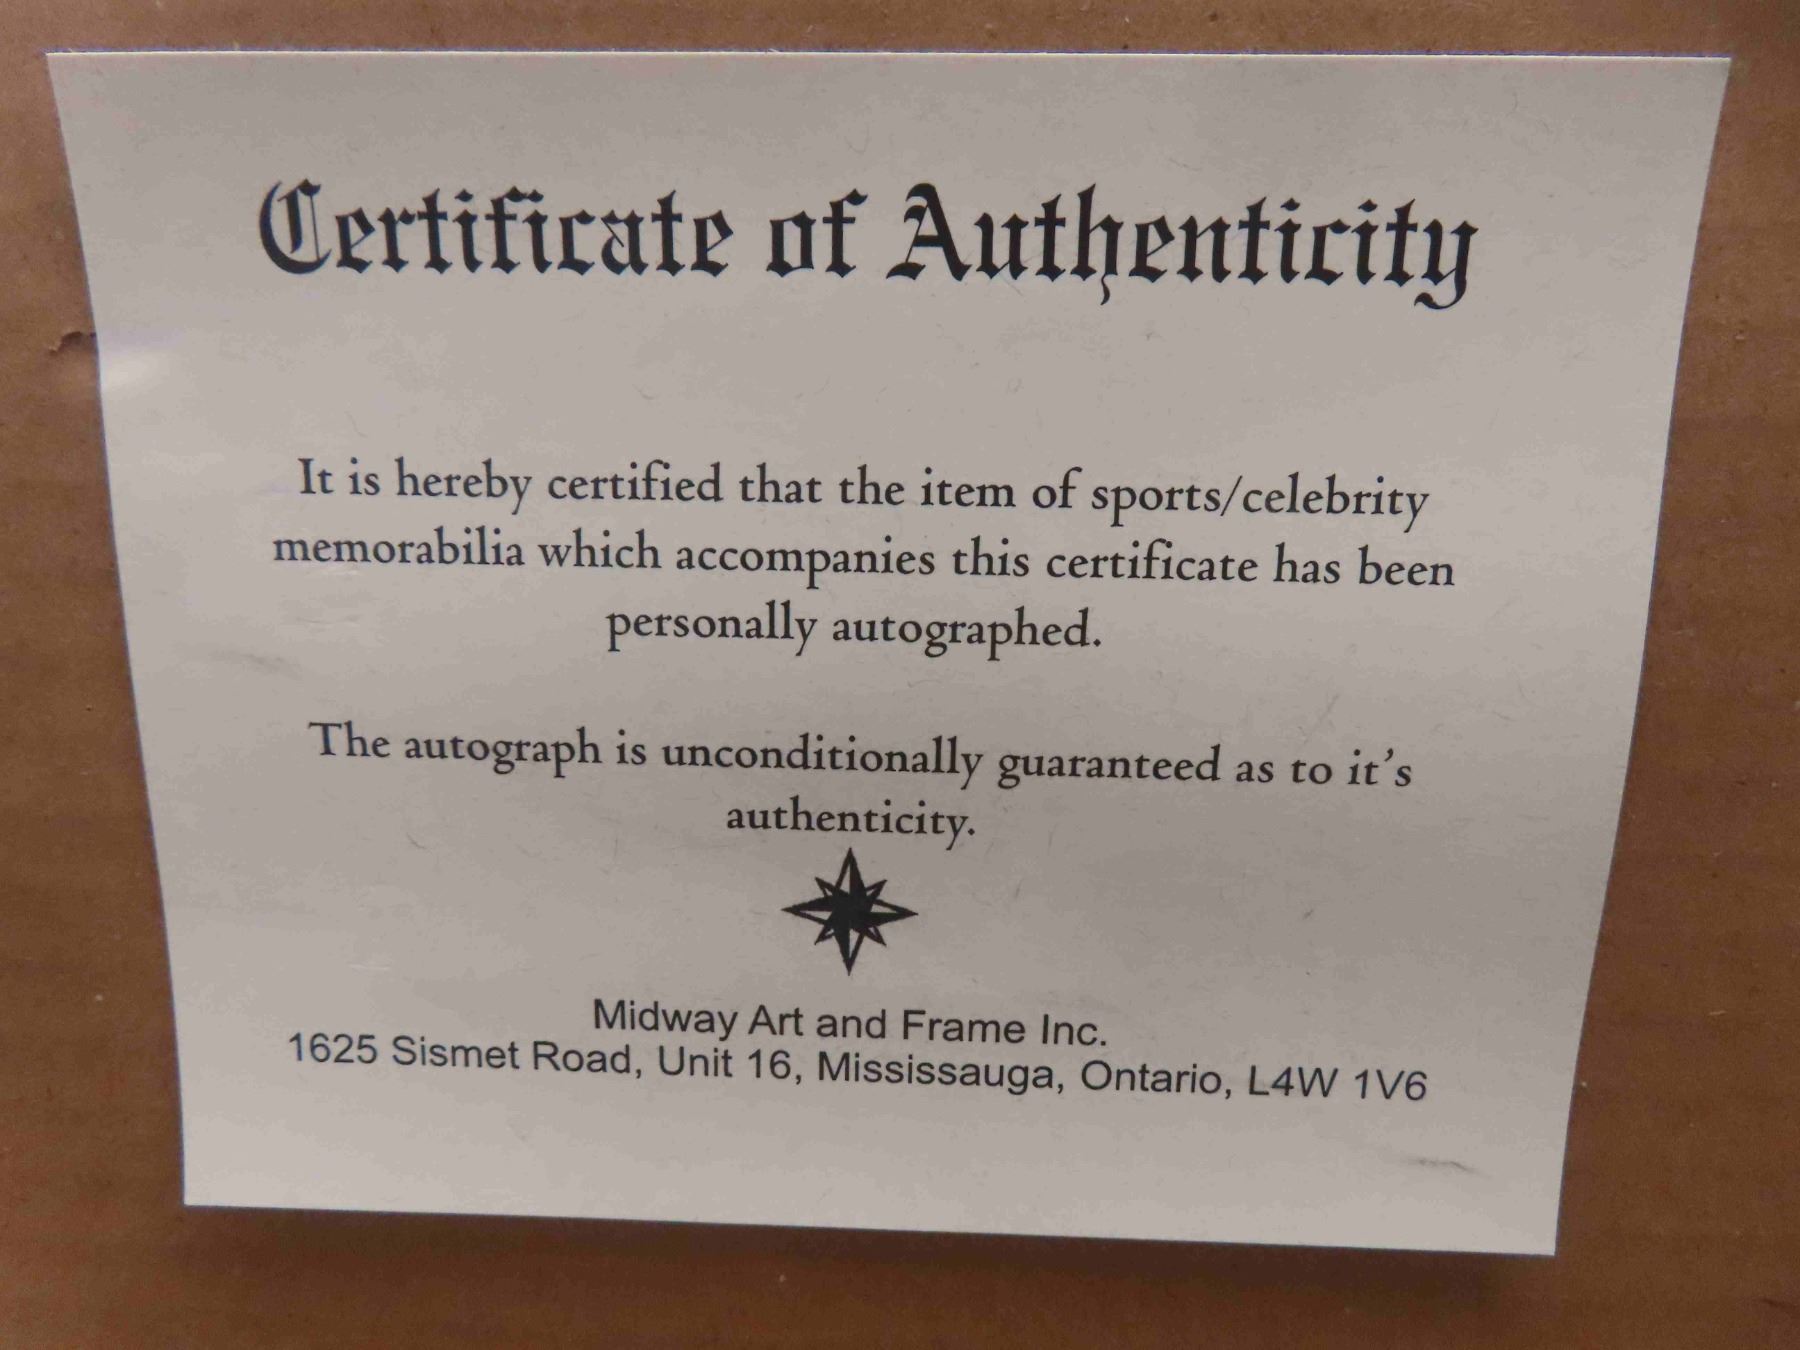 Certificate of Authenticity
It is hereby certified that the item of sports/celebrity
memorabilia which accompanies this certificate has been
personally autographed.
The autograph is unconditionally guaranteed as to it's
authenticity.
Midway Art and Frame Inc.
1625 Sismet Road, Unit 16, Mississauga, Ontario, L4W 1V6